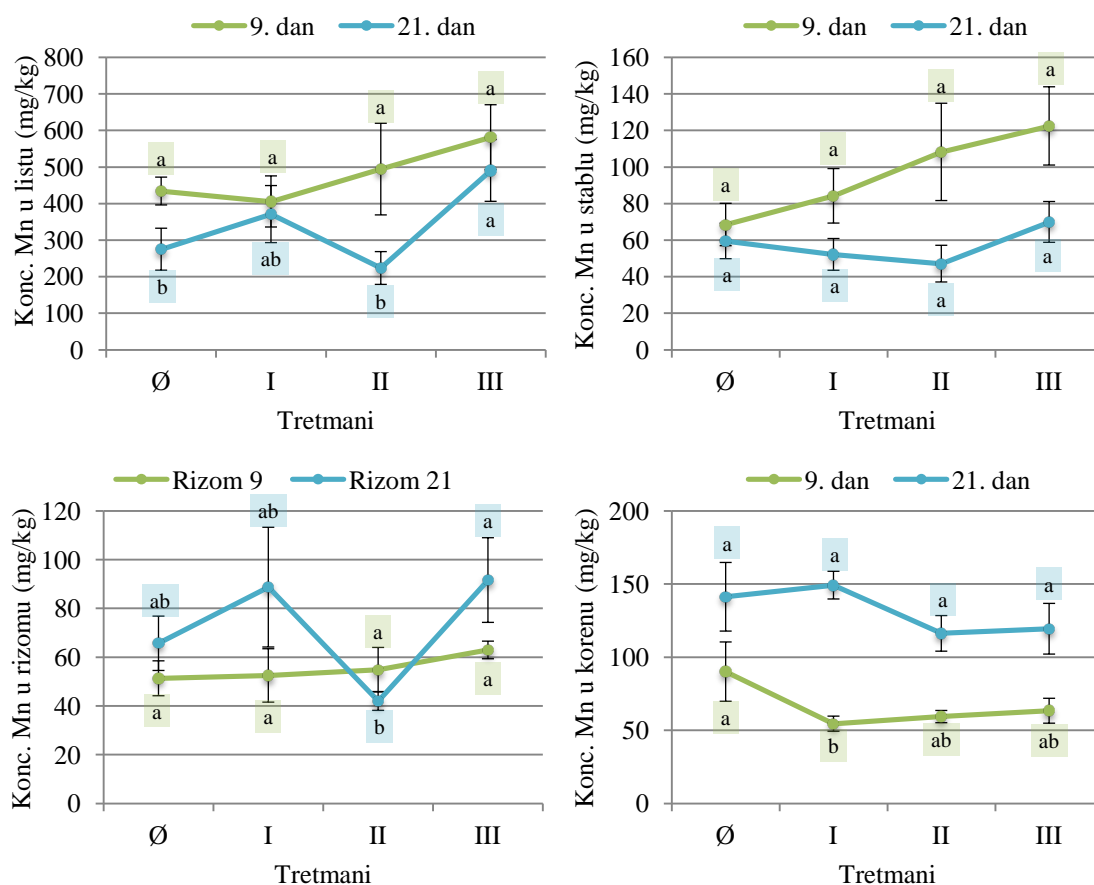 9. dan 21. dan
Konc. Mn u listu (mg/kg)
800
700
600
500
400
300
200
100
0
a
a
a
a
b
ab
b
a
Ø I II III
Tretmani
9. dan 21. dan
Konc. Mn u stablu (mg/kg)
160
140
120
100
80
60
40
20
0
a
a
a
a
a
a
a
a
Ø I II III
Tretmani
Rizom 9 Rizom 21
Konc. Mn u rizomu (mg/kg)
120
100
80
60
40
20
0
ab
ab
a
a
a
a
b
a
Ø I II III
Tretmani
9. dan 21. dan
Konc. Mn u korenu (mg/kg)
200
150
100
50
0
a
a
a
a
a
b
ab
ab
Ø I II III
Tretmani